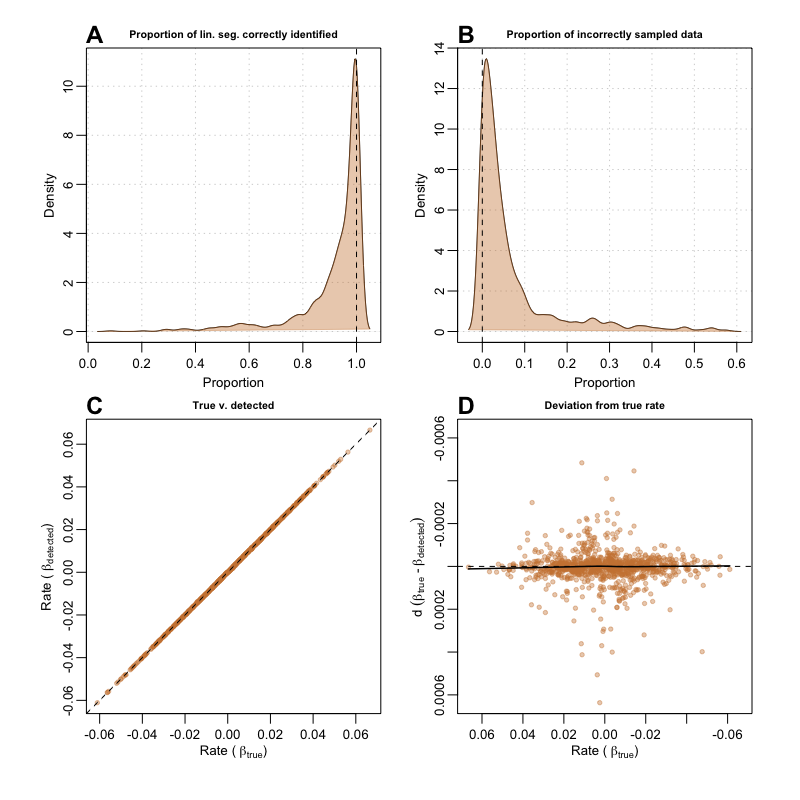 A Proportion of lin. seg. correctly identified
Density
0 2 4 6 8 10
0.0 0.2 0.4 0.6 0.8 1.0
Proportion
B Proportion of incorrectly sampled data
Density
0 2 4 6 8 10 12 14
0.0 0.1 0.2 0.3 0.4 0.5 0.6
Proportion
C True v. detected
Rate ( βdetected)
-0.06 -0.04 -0.02 0.00 0.02 0.04 0.06
-0.06 -0.04 -0.02 0.00 0.02 0.04 0.06
Rate ( βtrue)
D Deviation from true rate
d (βtrue - βdetected)
0.0006 0.0002 -0.0002 -0.0006
0.06 0.04 0.02 0.00 -0.02 -0.06
Rate ( βtrue)